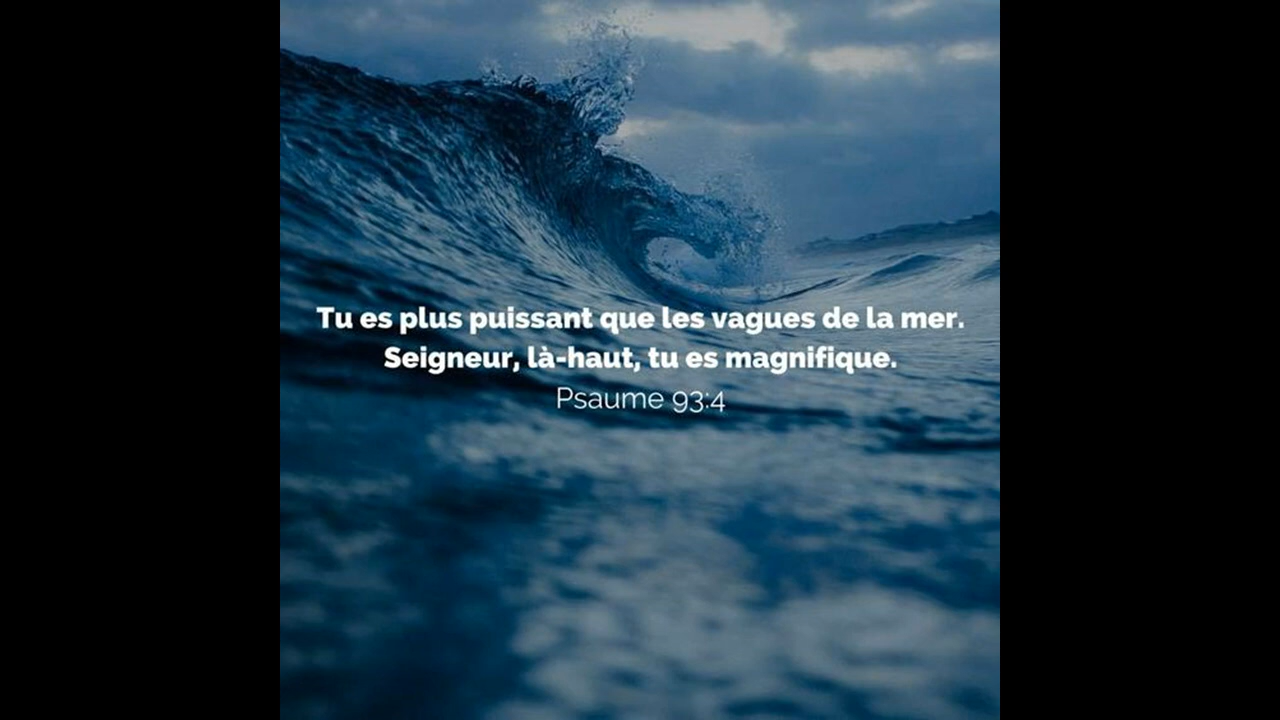 Tu es plus puissant que les vagues de la mer.
Seigneur, là-haut, tu es magnifique.
Psaume 93:4